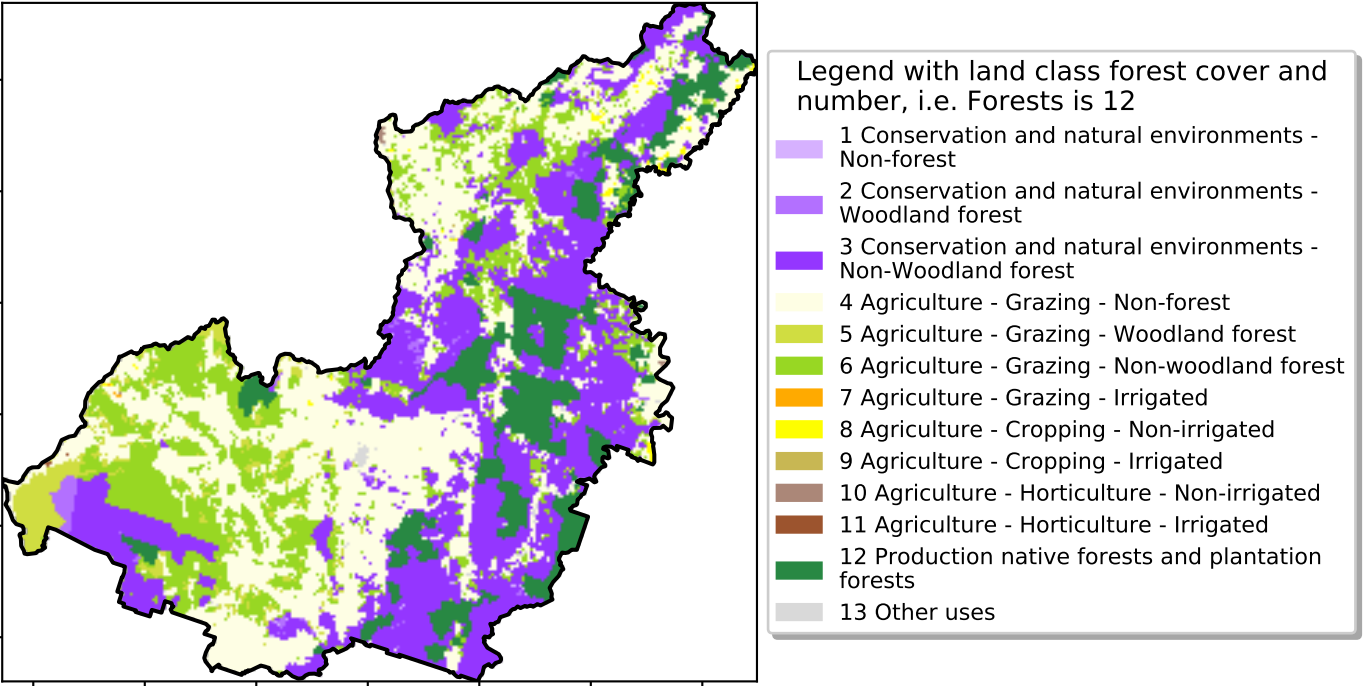 Legend with land class forest cover and
number, i.e. Forests is 12
1 Conservation and natural environments -
Non-forest
2 Conservation and natural environments -
Woodland forest
3 Conservation and natural environments -
Non-Woodland forest
4 Agriculture - Grazing - Non-forest
5 Agriculture - Grazing - Woodland forest
6 Agriculture - Grazing - Non-woodland forest
7 Agriculture - Grazing - Irrigated
8 Agriculture - Cropping - Non-irrigated
9 Agriculture - Cropping - Irrigated
10 Agriculture - Horticulture - Non-irrigated
11 Agriculture - Horticulture - Irrigated
12 Production native forests and plantation
forests
13 Other uses